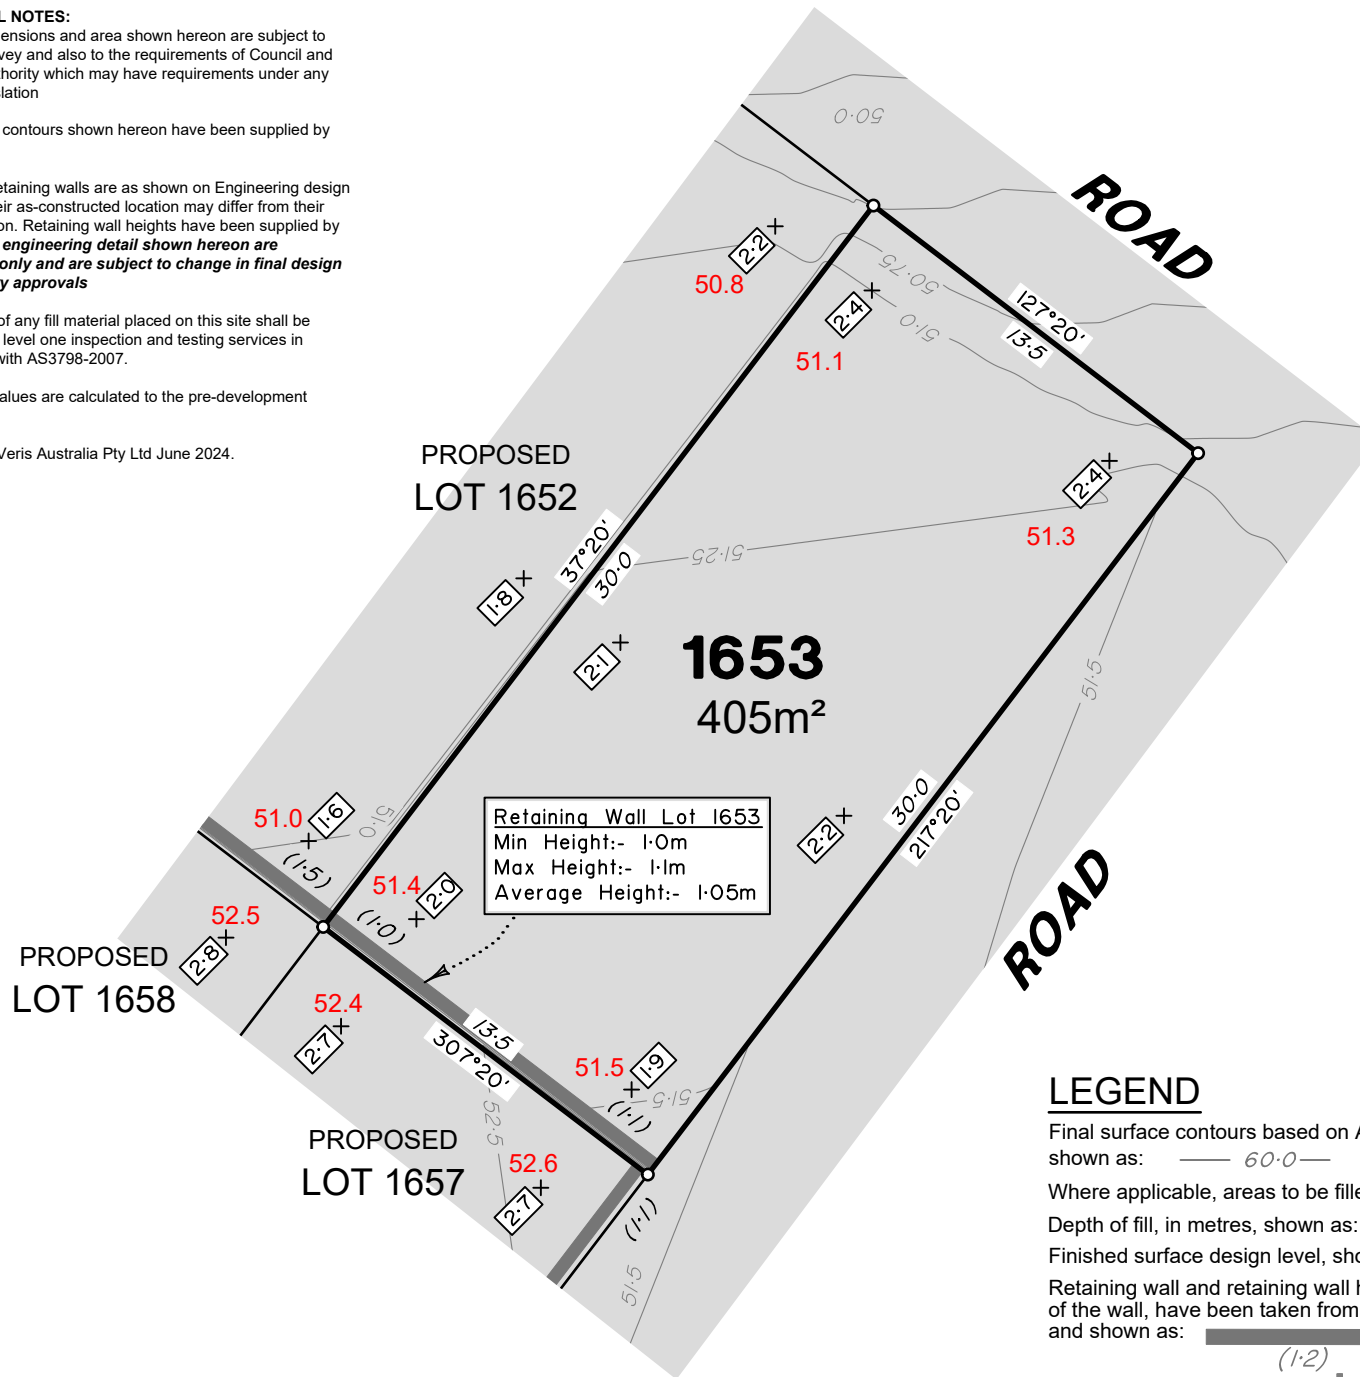 L NOTES:
ensions and area shown hereon are subject to
vey and also to the requirements of Council and
thority which may have requirements under any
slation
contours shown hereon have been supplied by
etaining walls are as shown on Engineering design
eir as-constructed location may differ from their
on. Retaining wall heights have been supplied by
engineering detail shown hereon are
only and are subject to change in final design
y approvals
of any fill material placed on this site shall be
level one inspection and testing services in
with AS3798-2007.
alues are calculated to the pre-development
Veris Australia Pty Ltd June 2024.
50·0
ROAD
2·2
50.8
50·75
2·4
51·0
51.1
127°20'
13·5
PROPOSED
LOT 1652
2·4
51.3
37°20'
30·0
51·25
1·8
2·1
1653
405m²
51·5
51.0
1·6
(1·5)
51·0
Retaining Wall Lot 1653
Min Height:- 1·0m
Max Height:- 1·1m
Average Height:- 1·05m
2·2
30·0
217°20'
ROAD
51.4
2·0
(1·0)
52.5
2·8
PROPOSED
LOT 1658
52.4
2·7
13·5
307°20'
51.5
1·9
51·5
(1·1)
52·5
PROPOSED
LOT 1657
52.6
2·7
(1·1)
51·5
LEGEND
Final surface contours based on A
shown as: 60·0
Where applicable, areas to be fille
Depth of fill, in metres, shown as:
Finished surface design level, sho
Retaining wall and retaining wall h
of the wall, have been taken from
and shown as:
(1·2)